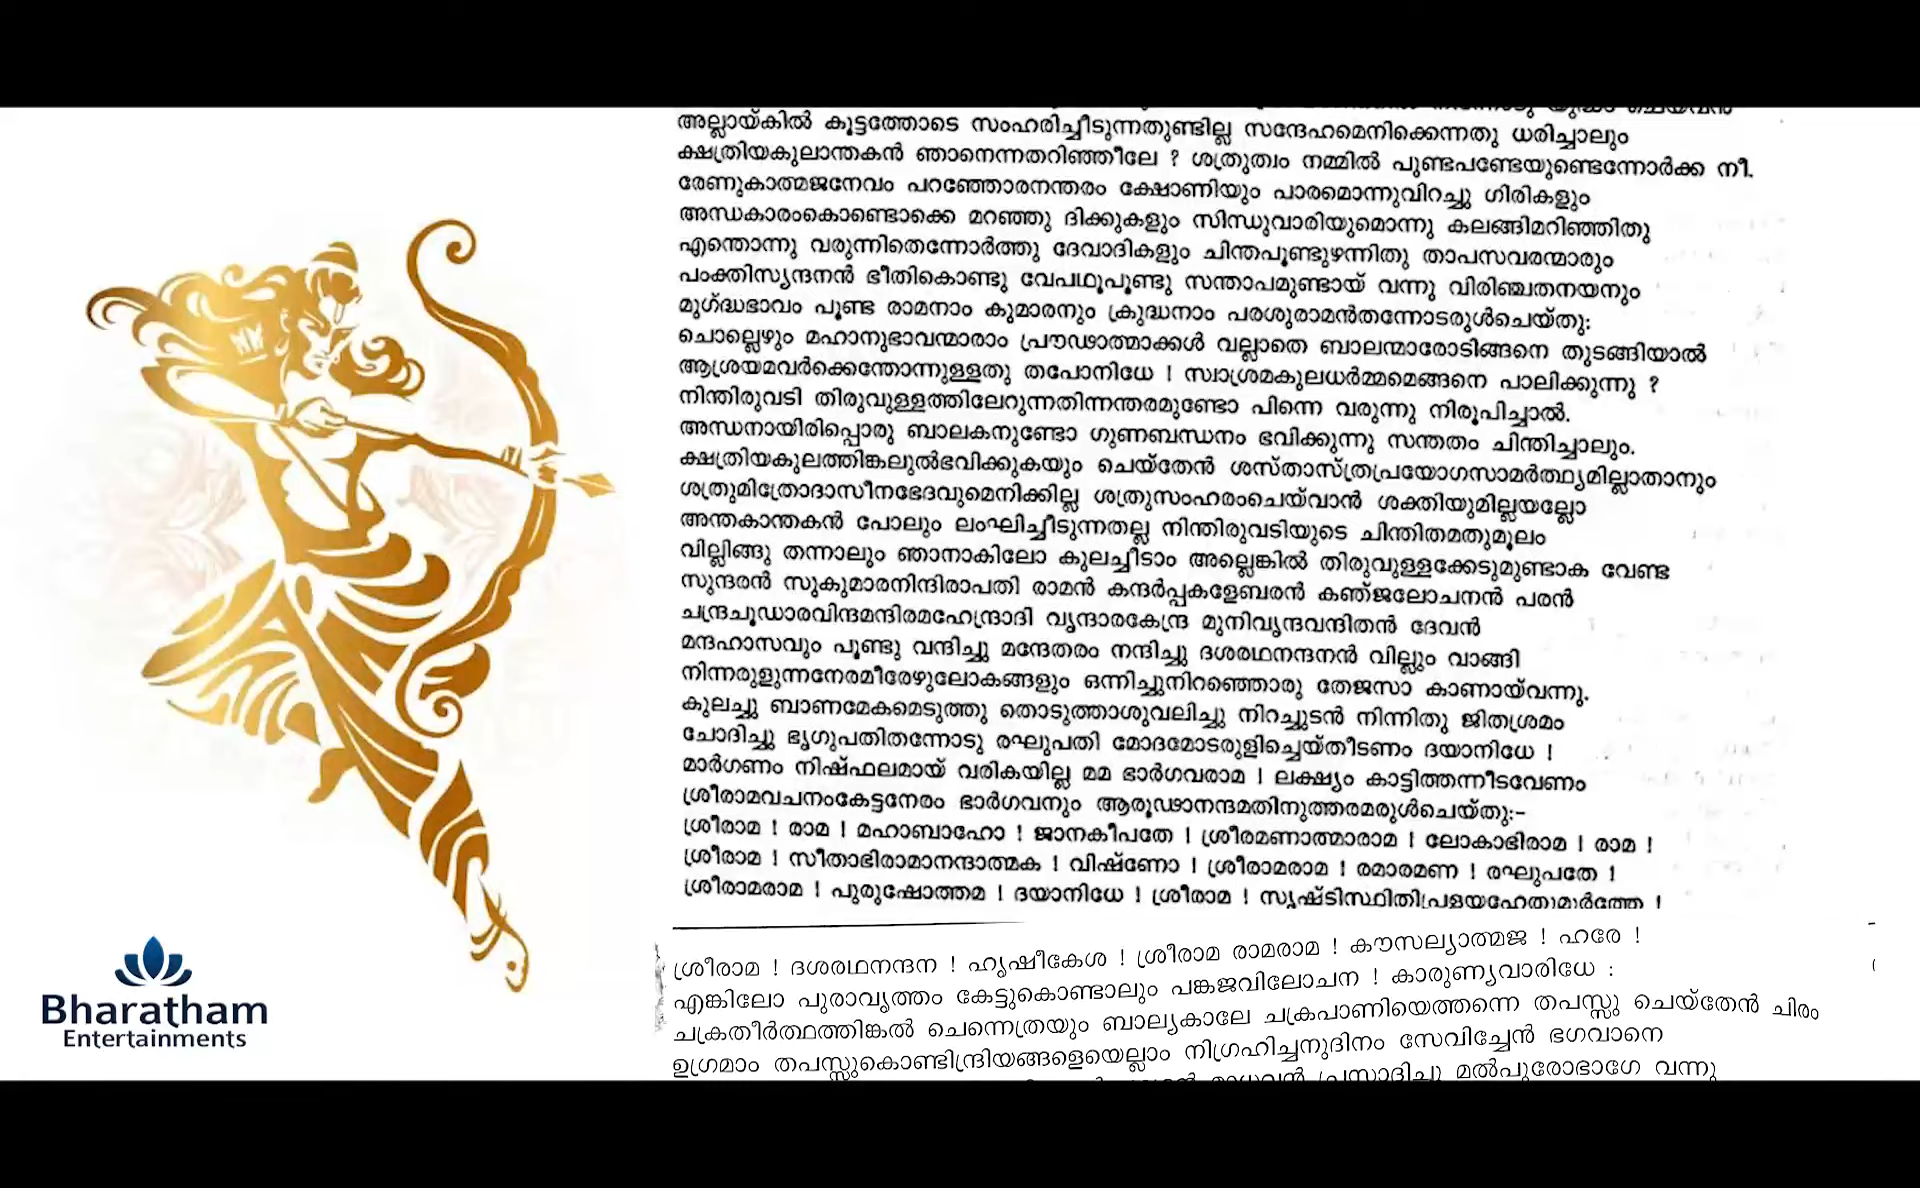 അല്ലായ്കിൽ കൂട്ടത്തോടെ സംഹരിച്ചീടുന്നതുണ്ടില്ല സന്ദേഹമെനിക്കെന്നതു ധരിച്ചാലും
ക്ഷത്രിയകുലാന്തകൻ ഞാനെന്നതറിഞ്ഞീലേ ? ശത്രുത്വം നമ്മിൽ പുണ്ടപണ്ടേയുണ്ടെന്നോർക്ക നീ.
രേണുകാത്മജനേവം പറഞ്ഞോരനന്തരം ക്ഷോണിയും പാരമൊന്നുവിറച്ചു ഗിരികളും
അന്ധകാരംകൊണ്ടൊക്കെ മറഞ്ഞു ദിക്കുകളും സിന്ധുവാരിയുമൊന്നു കലങ്ങിമറിഞ്ഞിതു
എന്തൊന്നു വരുന്നിതെന്നോർത്തു ദേവാദികളും ചിന്തപൂണ്ടുഴന്നിതു താപസവരന്മാരും
പംക്തിസ്യന്ദനൻ ഭീതികൊണ്ടു വേപഥുപൂണ്ടു സന്താപമുണ്ടായ് വന്നു വിരിഞ്ചതനയനും
മുഗ്ദ്ധഭാവം പൂണ്ട രാമനാം കുമാരനും ക്രുദ്ധനാം പരശുരാമൻതന്നോടരുൾചെയ്തു:
ചൊല്ലെഴും മഹാനുഭാവന്മാരാം പ്രൗഢാത്മാക്കൾ വല്ലാതെ ബാലന്മാരോടിങ്ങനെ തുടങ്ങിയാൽ
ആശ്രയമവർക്കെന്തോന്നുള്ളതു തപോനിധേ ! സ്വാശ്രമകുലധർമ്മമെങ്ങനെ പാലിക്കുന്നു ?
നിന്തിരുവടി തിരുവുള്ളത്തിലേറുന്നതിന്നന്തരമുണ്ടോ പിന്നെ വരുന്നു നിരൂപിച്ചാൽ.
അന്ധനായിരിപ്പൊരു ബാലകനുണ്ടോ ഗുണബന്ധനം ഭവിക്കുന്നു സന്തതം ചിന്തിച്ചാലും.
ക്ഷത്രിയകുലത്തിങ്കലുൽഭവിക്കുകയും ചെയ്തേൻ ശസ്താസ്ത്രപ്രയോഗസാമർത്ഥ്യമില്ലാതാനും
ശത്രുമിത്രോദാസീനഭേദവുമെനിക്കില്ല ശത്രുസംഹരംചെയ്‌വാൻ ശക്തിയുമില്ലയല്ലോ
അന്തകാന്തകൻ പോലും ലംഘിച്ചീടുന്നതല്ല നിന്തിരുവടിയുടെ ചിന്തിതമതുമൂലം
വില്ലിങ്ങു തന്നാലും ഞാനാകിലോ കുലച്ചീടാം അല്ലെങ്കിൽ തിരുവുള്ളക്കേടുമുണ്ടാക വേണ്ട
സുന്ദരൻ സുകുമാരനിന്ദിരാപതി രാമൻ കന്ദർപ്പകളേബരൻ കഞ്ജലോചനൻ പരൻ
ചന്ദ്രചൂഡാരവിന്ദമന്ദിരമഹേന്ദ്രാദി വൃന്ദാരകേന്ദ്ര മുനിവൃന്ദവന്ദിതൻ ദേവൻ
മന്ദഹാസവും പൂണ്ടു വന്ദിച്ചു മന്ദേതരം നന്ദിച്ചു ദശരഥനന്ദനൻ വില്ലും വാങ്ങി
നിന്നരുളുന്നനേരമീരേഴുലോകങ്ങളും ഒന്നിച്ചുനിറഞ്ഞൊരു തേജസാ കാണായ്‌വന്നു.
കുലച്ചു ബാണമേകമെടുത്തു തൊടുത്താശുവലിച്ചു നിറച്ചുടൻ നിന്നിതു ജിതശ്രമം
ചോദിച്ചു ഭൃഗുപതിതന്നോടു രഘുപതി മോദമോടരുളിച്ചെയ്തീടണം ദയാനിധേ !
മാർഗണം നിഷ്ഫലമായ് വരികയില്ല മമ ഭാർഗവരാമ ! ലക്ഷ്യം കാട്ടിത്തന്നീടവേണം
ശ്രീരാമവചനംകേട്ടനേരം ഭാർഗവനും ആരൂഢാനന്ദമതിനുത്തരമരുൾചെയ്തു:-
ശ്രീരാമ ! രാമ ! മഹാബാഹോ ! ജാനകീപതേ ! ശ്രീരമണാത്മാരാമ ! ലോകാഭിരാമ ! രാമ !
ശ്രീരാമ ! സീതാഭിരാമാനന്ദാത്മക ! വിഷ്ണോ ! ശ്രീരാമരാമ ! രമാരമണ ! രഘുപതേ !
ശ്രീരാമരാമ ! പുരുഷോത്തമ ! ദയാനിധേ ! ശ്രീരാമ ! സൃഷ്ടിസ്ഥിതിപ്രളയഹേതുമൂർത്തേ !
ശ്രീരാമ ! ദശരഥനന്ദന ! ഹൃഷീകേശ ! ശ്രീരാമ രാമരാമ ! കൗസല്യാത്മജ ! ഹരേ !
എങ്കിലോ പുരാവൃത്തം കേട്ടുകൊണ്ടാലും പങ്കജവിലോചന ! കാരുണ്യവാരിധേ :
ചക്രതീർത്ഥത്തിങ്കൽ ചെന്നെത്രയും ബാല്യകാലേ ചക്രപാണിയെത്തന്നെ തപസ്സു ചെയ്തേൻ ചിരം
ഉഗ്രമാം തപസ്സുകൊണ്ടിന്ദ്രിയങ്ങളെയെല്ലാം നിഗ്രഹിച്ചനുദിനം സേവിച്ചേൻ ഭഗവാനെ
മാധവൻ പ്രസാദിച്ചു മൽപുരോഭാഗേ വന്നു
Bharatham
Entertainments